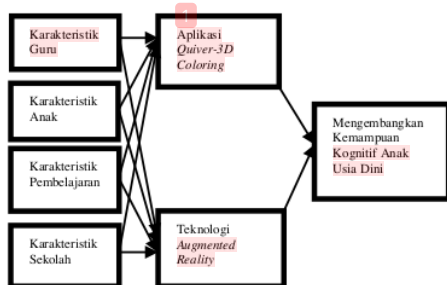 1
Karakteristik
Guru
Aplikasi
Quiver-3D
Coloring
Karakteristik
Anak
Mengembangkan
Kemampuan
Kognitif Anak
Usia Dini
Karakteristik
Pembelajaran
Karakteristik
Sekolah
Teknologi
Augmented
Reality